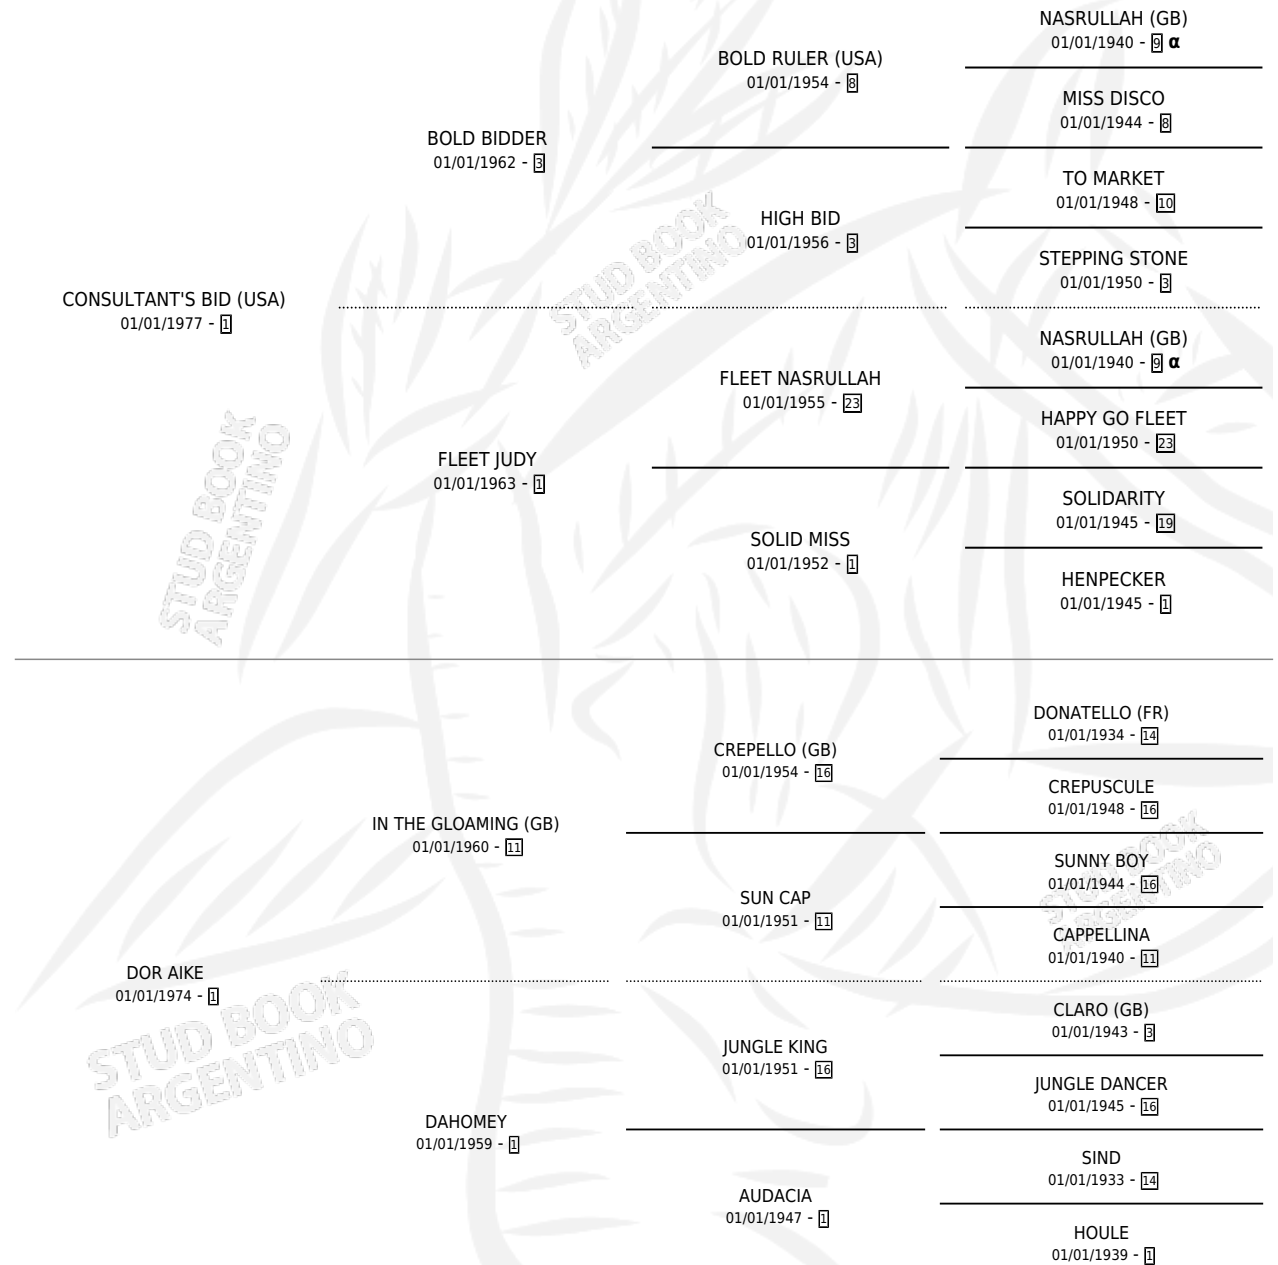 NASRULLAH (GB)
01/01/1940 - 9 α
BOLD RULER (USA)
01/01/1954 - 8
MISS DISCO
01/01/1944 - 8
BOLD BIDDER
01/01/1962 - 3
TO MARKET
01/01/1948 - 10
HIGH BID
01/01/1956 - 3
STEPPING STONE
01/01/1950 - 3
CONSULTANT'S BID (USA)
01/01/1977 - 1
NASRULLAH (GB)
01/01/1940 - 9 α
FLEET NASRULLAH
01/01/1955 - 23
HAPPY GO FLEET
01/01/1950 - 23
FLEET JUDY
01/01/1963 - 1
SOLIDARITY
01/01/1945 - 19
SOLID MISS
01/01/1952 - 1
HENPECKER
01/01/1945 - 1
DONATELLO (FR)
01/01/1934 - 14
CREPELLO (GB)
01/01/1954 - 16
CREPUSCULE
01/01/1948 - 16
IN THE GLOAMING (GB)
01/01/1960 - 11
SUNNY BOY
01/01/1944 - 16
SUN CAP
01/01/1951 - 11
CAPPELLINA
01/01/1940 - 11
DOR AIKE
01/01/1974 - 1
CLARO (GB)
01/01/1943 - 3
JUNGLE KING
01/01/1951 - 16
JUNGLE DANCER
01/01/1945 - 16
DAHOMEY
01/01/1959 - 1
SIND
01/01/1933 - 14
AUDACIA
01/01/1947 - 1
HOULE
01/01/1939 - 1
STUD BOOK
ARGENTINO
STUD BOOK
ARGENTINO
STUD BOOK
ARGENTINO
STUD BOOK
ARGENTINO